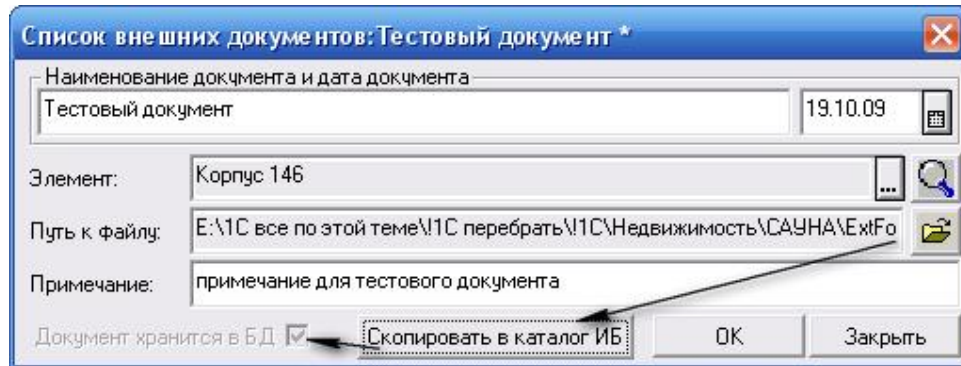 Список внешних документов:Тестовый документ *
Наименование документа и дата документа
Тестовый документ 19.10.09
Элемент: Корпус 146 ...
Путь к файлу: E:\1С все по этой теме\!1С перебрать\!1С\Недвижимость\САУНА\ExtFo
Примечание: примечание для тестового документа
Документ хранится в БД Скопировать в каталог ИБ OK Закрыть